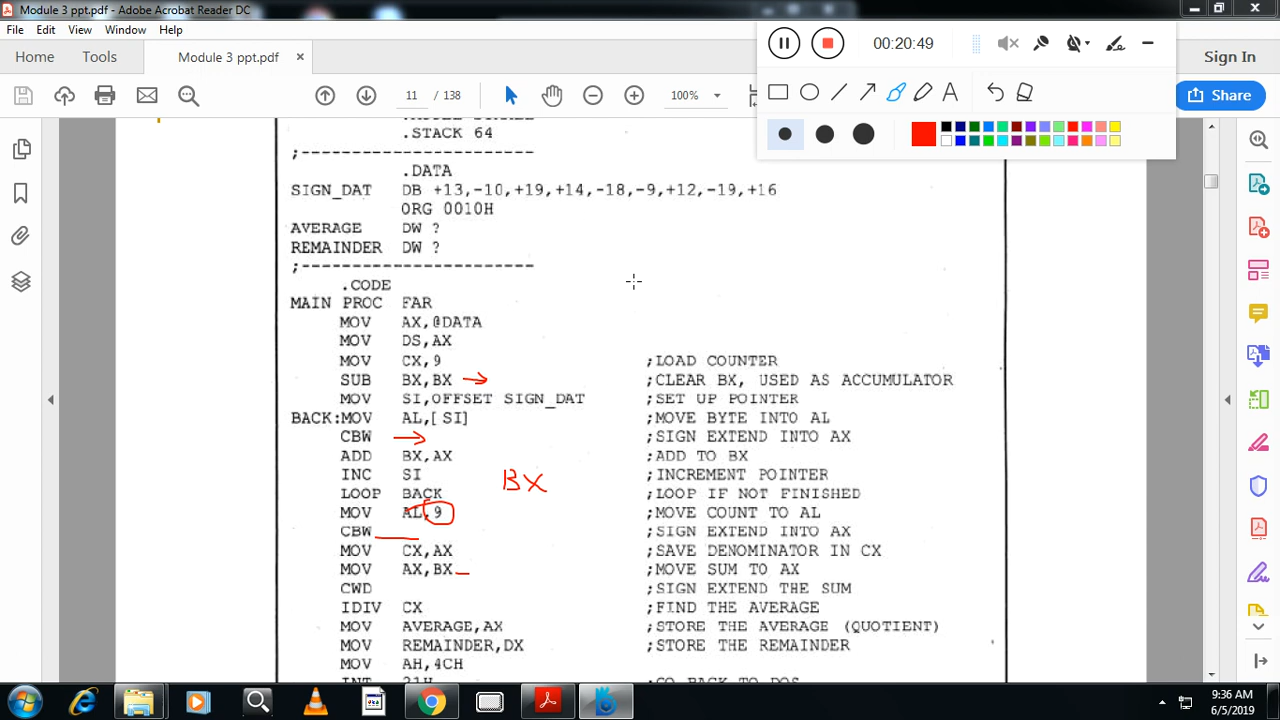 Module 3 ppt.pdf - Adobe Acrobat Reader DC
File Edit View Window Help
Home Tools Module 3 ppt.pdf ×
00:20:49
Sign In
11 / 138
100%
Share
.STACK 64
;------------------------
.DATA
SIGN_DAT DB +13,-10,+19,+14,-18,-9,+12,-19,+16
ORG 0010H
AVERAGE DW ?
REMAINDER DW ?
;------------------------
.CODE
MAIN PROC FAR
MOV AX,@DATA
MOV DS,AX
MOV CX,9 ;LOAD COUNTER
SUB BX,BX ;CLEAR BX, USED AS ACCUMULATOR
MOV SI,OFFSET SIGN_DAT ;SET UP POINTER
BACK:MOV AL,[SI] ;MOVE BYTE INTO AL
CBW ;SIGN EXTEND INTO AX
ADD BX,AX ;ADD TO BX
INC SI ;INCREMENT POINTER
BX
LOOP BACK ;LOOP IF NOT FINISHED
MOV AL,9 ;MOVE COUNT TO AL
CBW ;SIGN EXTEND INTO AX
MOV CX,AX ;SAVE DENOMINATOR IN CX
MOV AX,BX ;MOVE SUM TO AX
CWD ;SIGN EXTEND THE SUM
IDIV CX ;FIND THE AVERAGE
MOV AVERAGE,AX ;STORE THE AVERAGE (QUOTIENT)
MOV REMAINDER,DX ;STORE THE REMAINDER
MOV AH,4CH
INT 21H ;GO BACK TO DOS
9:36 AM
6/5/2019